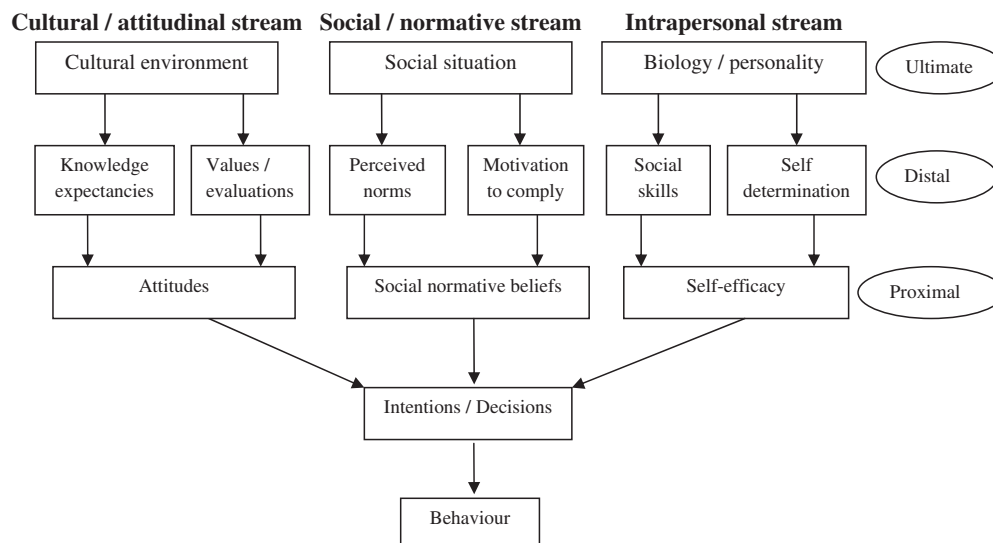 Cultural / attitudinal stream
Social / normative stream
Intrapersonal stream
Cultural environment
Social situation
Biology / personality
Ultimate
Knowledge
expectancies
Values /
evaluations
Perceived
norms
Motivation
to comply
Social
skills
Self
determination
Distal
Attitudes
Social normative beliefs
Self-efficacy
Proximal
Intentions / Decisions
Behaviour